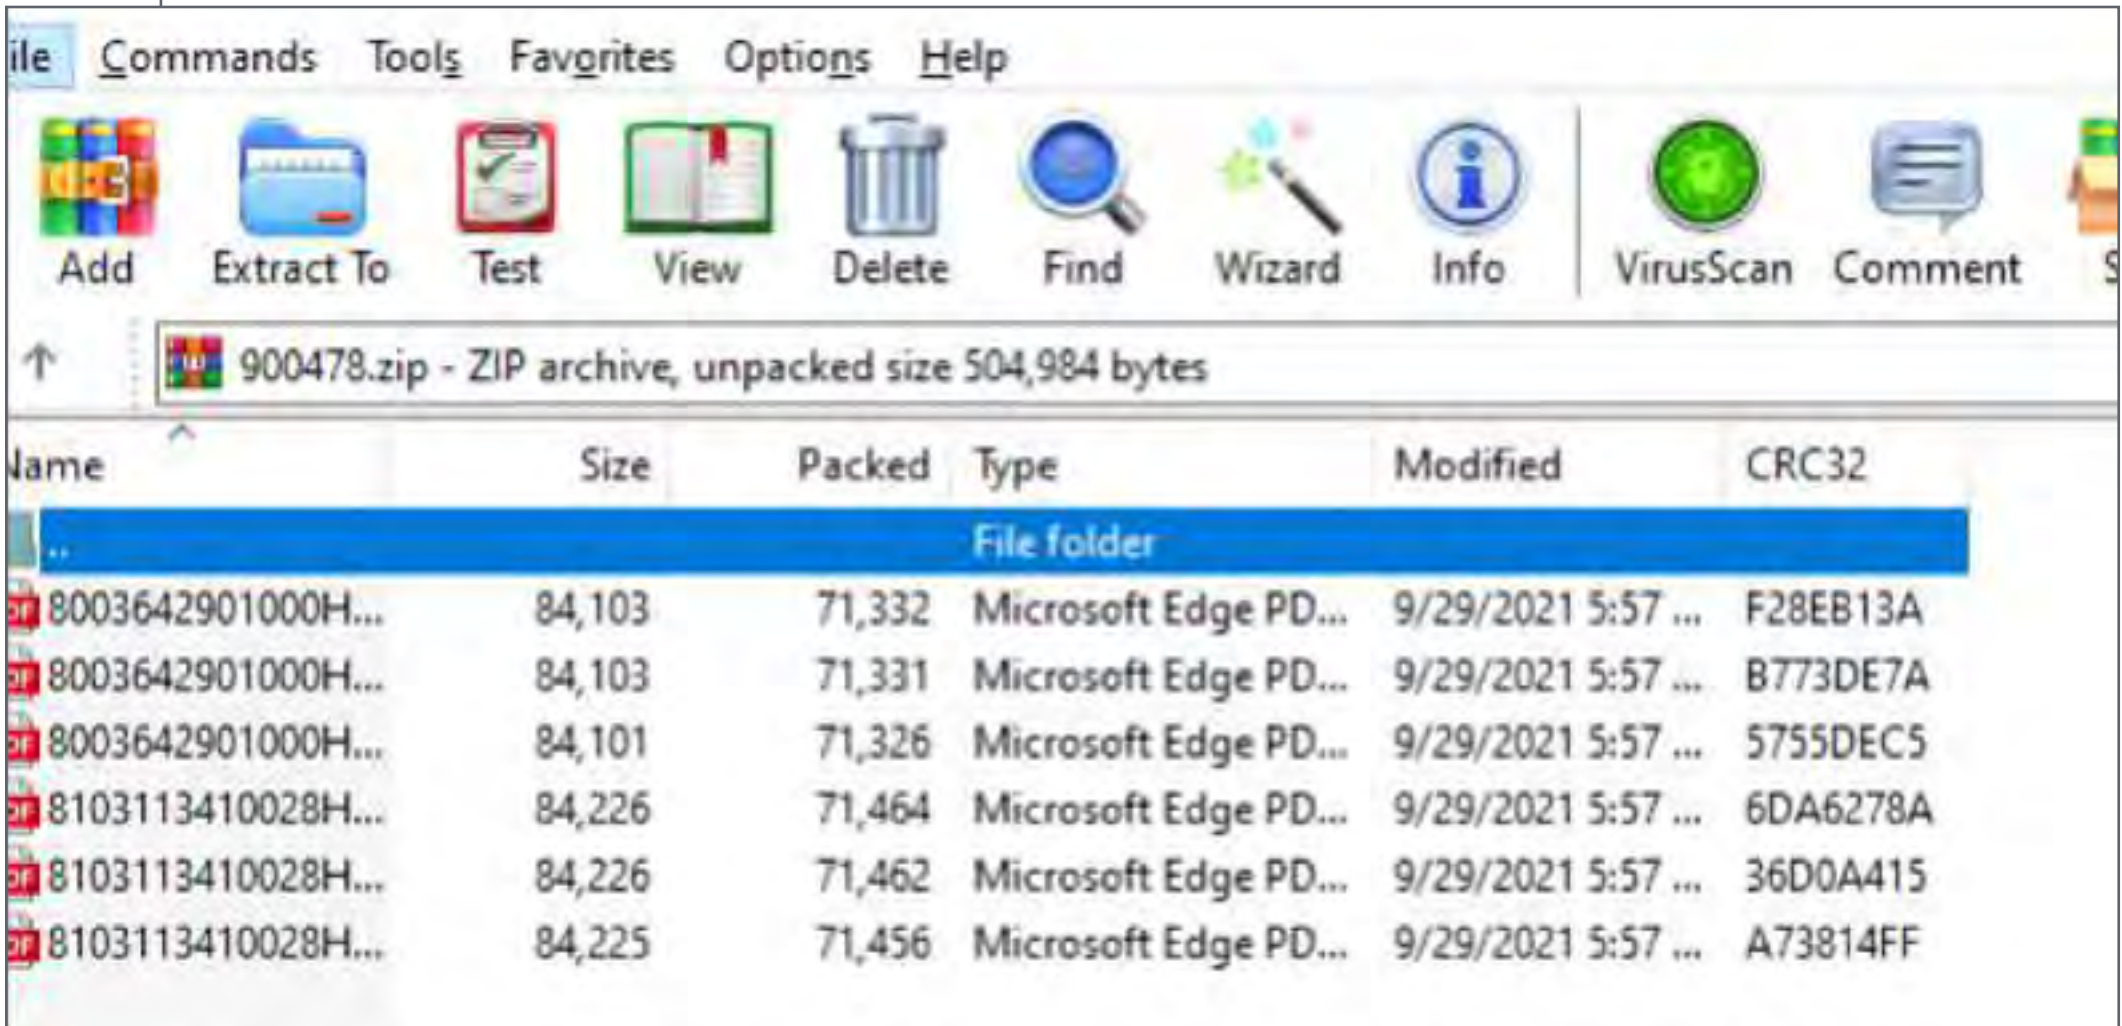 ile Commands Tools Favorites Options Help
Add Extract To Test View Delete Find Wizard Info VirusScan Comment S
900478.zip - ZIP archive, unpacked size 504,984 bytes
Name Size Packed Type Modified CRC32
.. File folder
8003642901000H... 84,103 71,332 Microsoft Edge PD... 9/29/2021 5:57 ... F28EB13A
8003642901000H... 84,103 71,331 Microsoft Edge PD... 9/29/2021 5:57 ... B773DE7A
8003642901000H... 84,101 71,326 Microsoft Edge PD... 9/29/2021 5:57 ... 5755DEC5
8103113410028H... 84,226 71,464 Microsoft Edge PD... 9/29/2021 5:57 ... 6DA6278A
8103113410028H... 84,226 71,462 Microsoft Edge PD... 9/29/2021 5:57 ... 36D0A415
8103113410028H... 84,225 71,456 Microsoft Edge PD... 9/29/2021 5:57 ... A73814FF